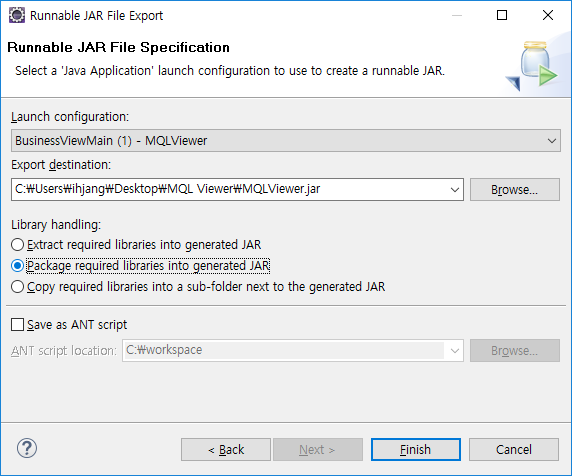 Runnable JAR File Export
Runnable JAR File Specification
Select a 'Java Application' launch configuration to use to create a runnable JAR.
Launch configuration:
BusinessViewMain (1) - MQLViewer
Export destination:
C:₩Users₩ihjang₩Desktop₩MQL Viewer₩MQLViewer.jar
Browse...
Library handling:
Extract required libraries into generated JAR
Package required libraries into generated JAR
Copy required libraries into a sub-folder next to the generated JAR
Save as ANT script
ANT script location:
C:₩workspace
Browse...
?
< Back
Next >
Finish
Cancel